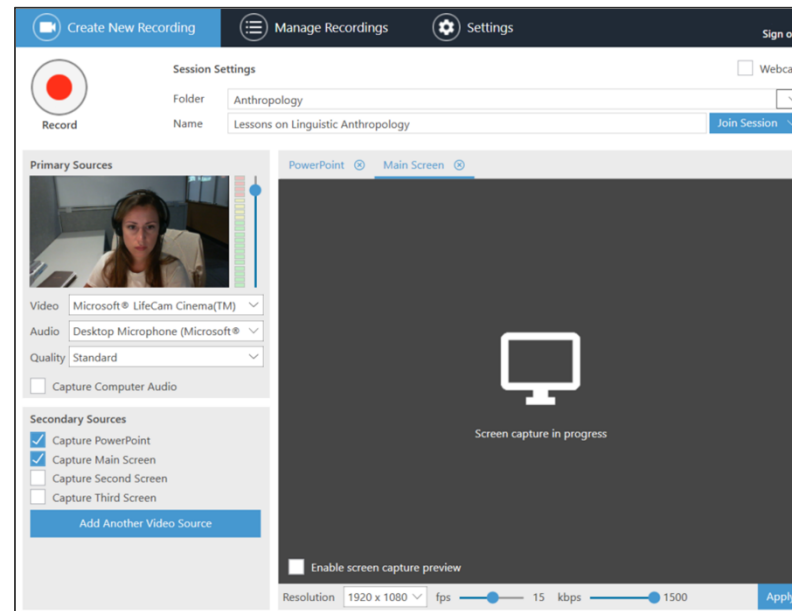 Create New Recording
Manage Recordings
Settings
Sign o
Session Settings
Webca
Folder
Anthropology
Record
Name
Lessons on Linguistic Anthropology
Join Session
Primary Sources
PowerPoint
Main Screen
Video
Microsoft® LifeCam Cinema(TM)
Audio
Desktop Microphone (Microsoft®
Quality
Standard
Capture Computer Audio
Secondary Sources
Capture PowerPoint
Capture Main Screen
Capture Second Screen
Capture Third Screen
Add Another Video Source
Screen capture in progress
Enable screen capture preview
Resolution 1920 x 1080 fps 15 kbps 1500
Apply